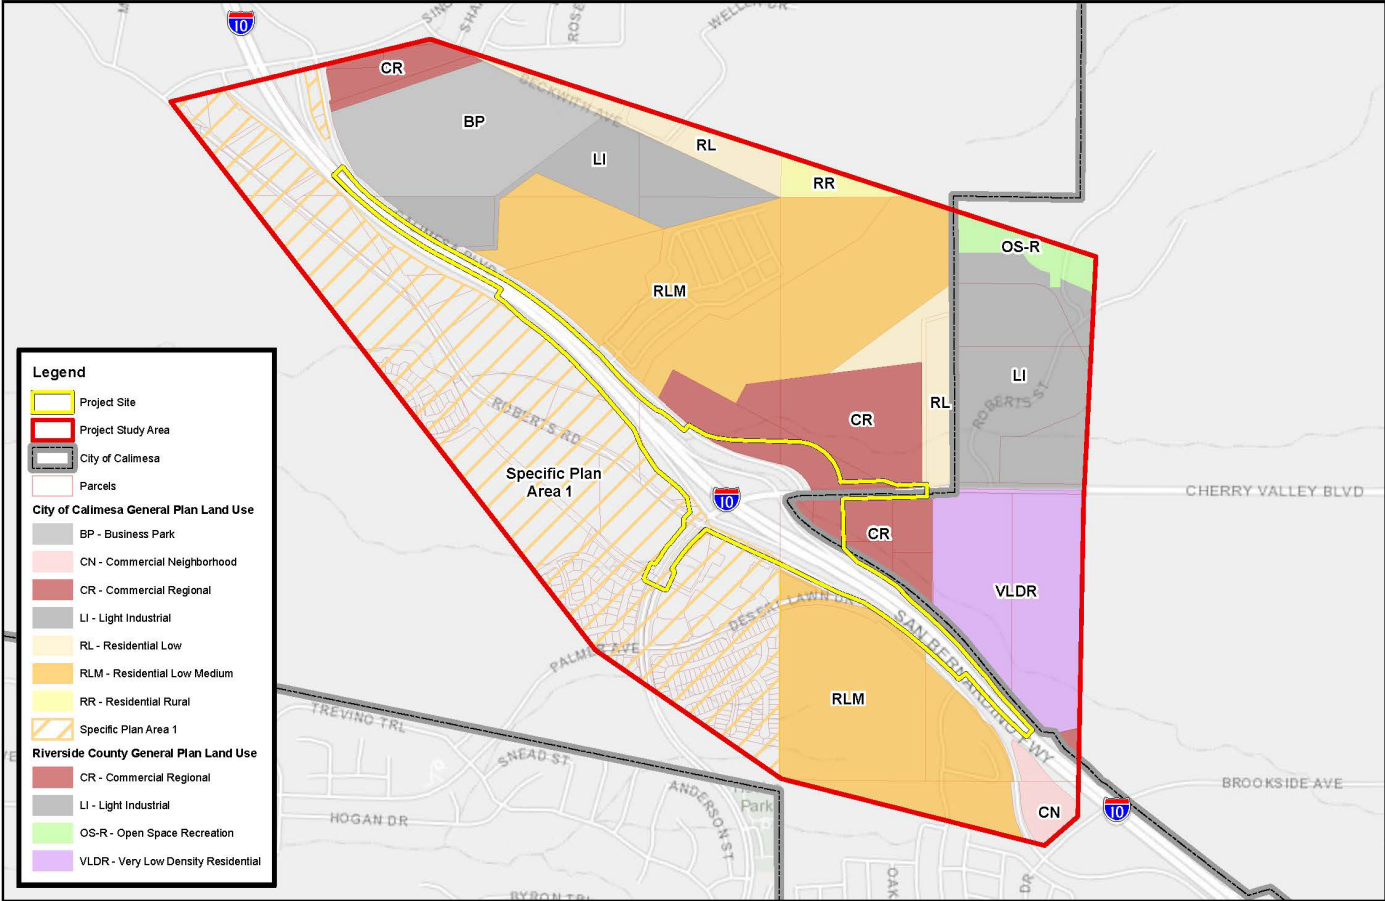 10
WELLER CR
ROSE
CR
BECKWITH AVE
BP
LI
RL
RR
OS-R
CALIMESA BLVD
RLM
LI
ROBERTS ST
RL
CR
ROBERTS RD
Specific Plan
Area 1
10
CHERRY VALLEY BLVD
CR
VLDR
DESERT LAWN DR
SAN BERNARDINO FWY
PALMER AVE
RLM
TREVINO TRL
SNEAD ST
HOGAN DR
ANDERSON ST
Park
BROOKSIDE AVE
CN
10
OAK
DR
BYRON TRL
Legend
Project Site
Project Study Area
City of Calimesa
Parcels
City of Calimesa General Plan Land Use
BP - Business Park
CN - Commercial Neighborhood
CR - Commercial Regional
LI - Light Industrial
RL - Residential Low
RLM - Residential Low Medium
RR - Residential Rural
Specific Plan Area 1
Riverside County General Plan Land Use
CR - Commercial Regional
LI - Light Industrial
OS-R - Open Space Recreation
VLDR - Very Low Density Residential